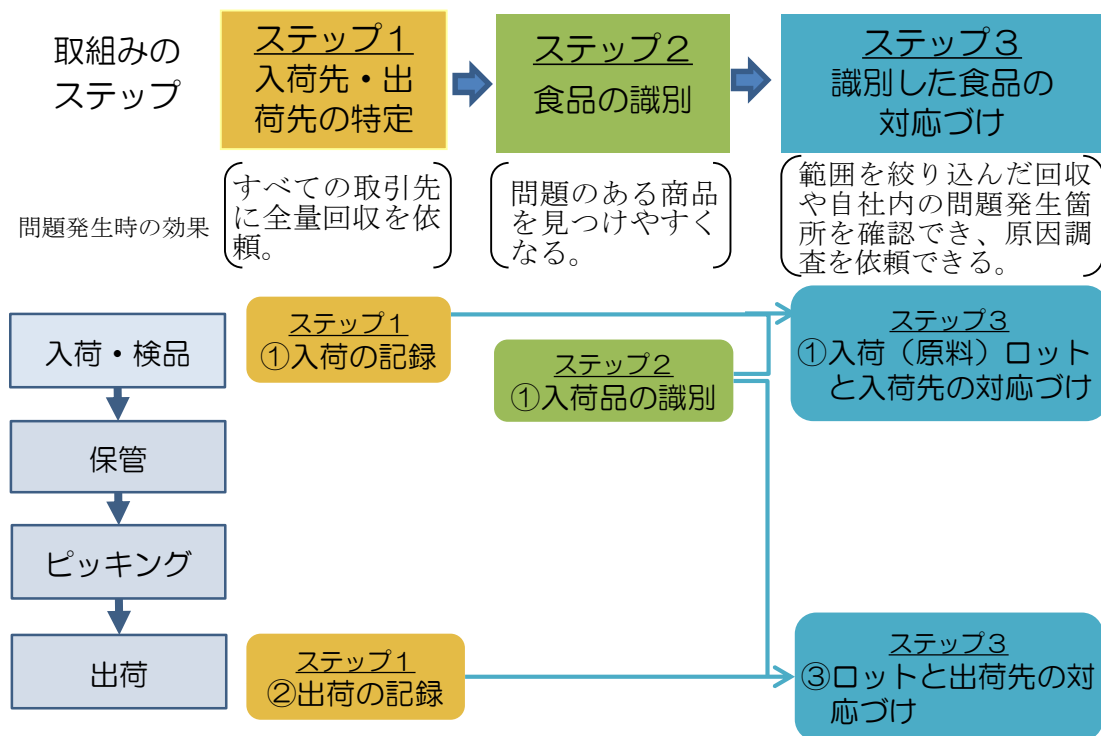 取組みの
ステップ
ステップ１
入荷先・出
荷先の特定
ステップ２
食品の識別
ステップ３
識別した食品の
対応づけ
問題発生時の効果
すべての取引先
に全量回収を依
頼。
問題のある商品
を見つけやすく
なる。
範囲を絞り込んだ回収
や自社内の問題発生箇
所を確認でき、原因調
査を依頼できる。
入荷・検品
保管
ピッキング
出荷
ステップ１
①入荷の記録
ステップ２
①入荷品の識別
ステップ３
①入荷（原料）ロット
と入荷先の対応づけ
ステップ１
②出荷の記録
ステップ３
③ロットと出荷先の対
応づけ